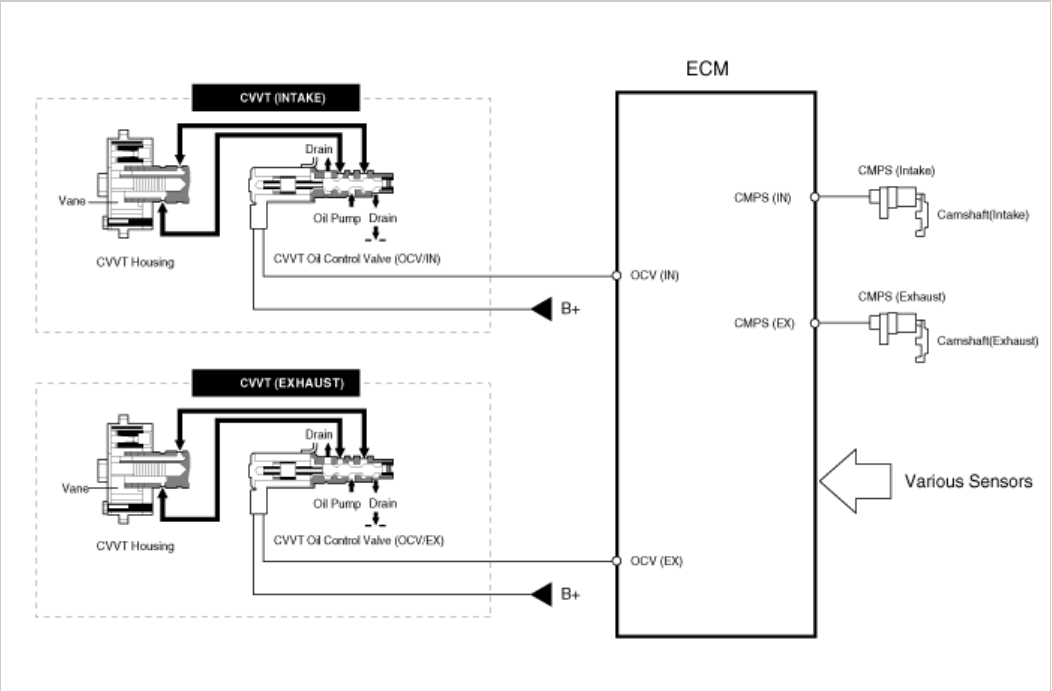 ECM
CVVT (INTAKE)
Drain
Vane
Oil Pump
Drain
CVVT Housing
CVVT Oil Control Valve (OCV/IN)
B+
OCV (IN)
CMPS (IN)
CMPS (Intake)
Camshaft(Intake)
CMPS (Exhaust)
CMPS (EX)
Camshaft(Exhaust)
CVVT (EXHAUST)
Drain
Vane
Oil Pump
Drain
CVVT Housing
CVVT Oil Control Valve (OCV/EX)
B+
OCV (EX)
Various Sensors